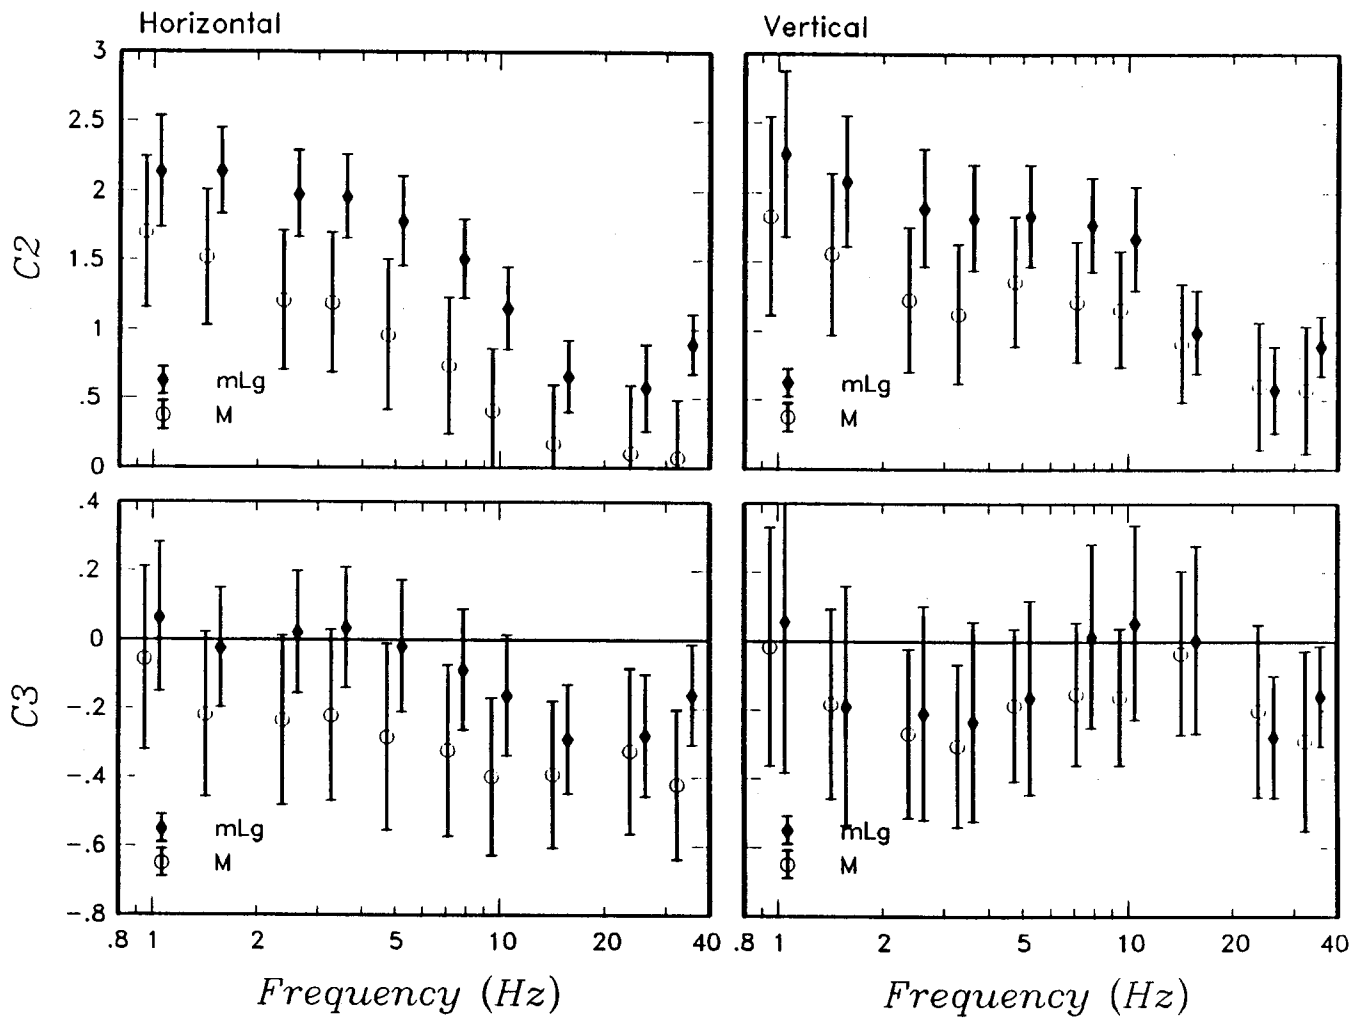 Horizontal
Vertical
3
2.5
2
1.5
1
.5
0
C2
mLg
M
mLg
M
.4
.2
0
-.2
-.4
-.6
-.8
C3
mLg
M
mLg
M
.8 1 2 5 10 20 40
.8 1 2 5 10 20 40
Frequency (Hz)
Frequency (Hz)